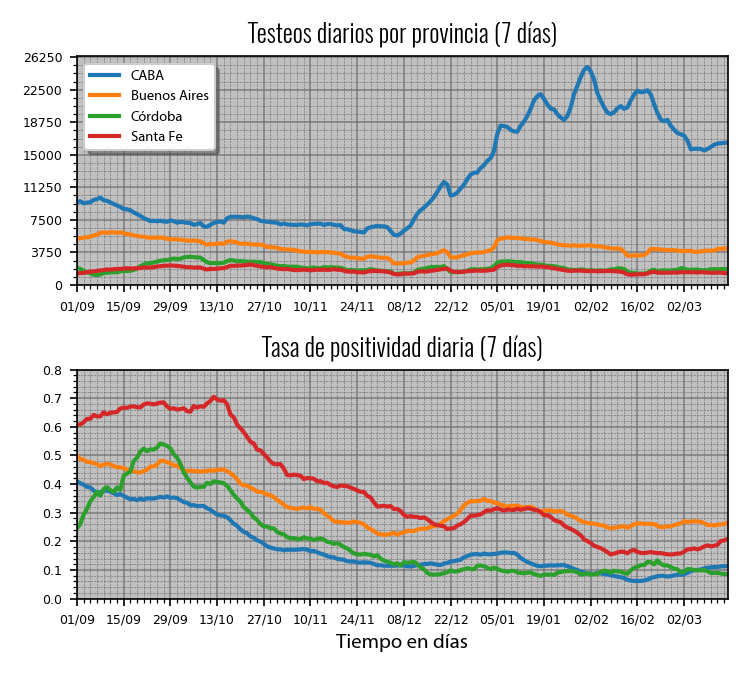 Testeos diarios por provincia (7 días)
26250
22500
18750
15000
11250
7500
3750
0
CABA
Buenos Aires
Córdoba
Santa Fe
01/09 15/09 29/09 13/10 27/10 10/11 24/11 08/12 22/12 05/01 19/01 02/02 16/02 02/03
Tasa de positividad diaria (7 días)
0.8
0.7
0.6
0.5
0.4
0.3
0.2
0.1
0.0
01/09 15/09 29/09 13/10 27/10 10/11 24/11 08/12 22/12 05/01 19/01 02/02 16/02 02/03
Tiempo en días